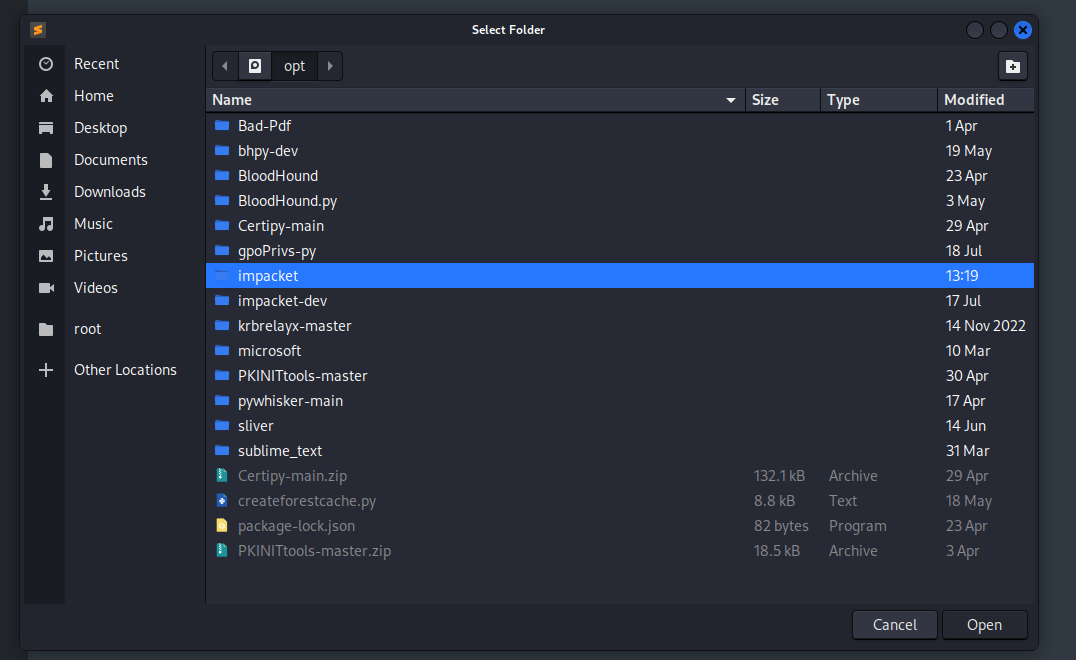 Select Folder
Recent
Home
Desktop
Documents
Downloads
Music
Pictures
Videos
root
Other Locations
opt
Name Size Type Modified
Bad-Pdf 1 Apr
bhpy-dev 19 May
BloodHound 23 Apr
BloodHound.py 3 May
Certipy-main 29 Apr
gpoPrivs-py 18 Jul
impacket 13:19
impacket-dev 17 Jul
krbrelayx-master 14 Nov 2022
microsoft 10 Mar
PKINITtools-master 30 Apr
pywhisker-main 17 Apr
sliver 14 Jun
sublime_text 31 Mar
Certipy-main.zip 132.1 kB Archive 29 Apr
createforestcache.py 8.8 kB Text 18 May
package-lock.json 82 bytes Program 23 Apr
PKINITtools-master.zip 18.5 kB Archive 3 Apr
Cancel Open